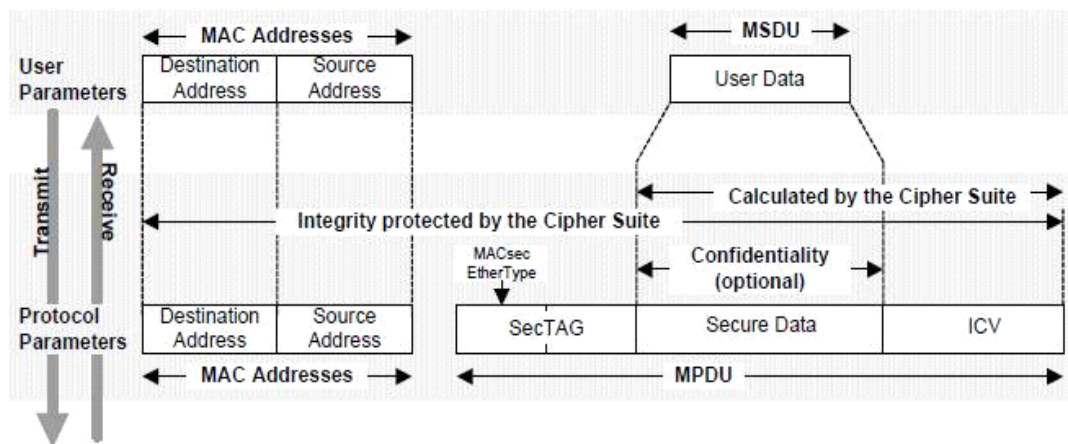 MAC Addresses
MSDU
User
Parameters
Destination
Address
Source
Address
User Data
Transmit
Receive
Calculated by the Cipher Suite
Integrity protected by the Cipher Suite
MACsec
EtherType
Confidentiality
(optional)
Protocol
Parameters
Destination
Address
Source
Address
SecTAG
Secure Data
ICV
MAC Addresses
MPDU